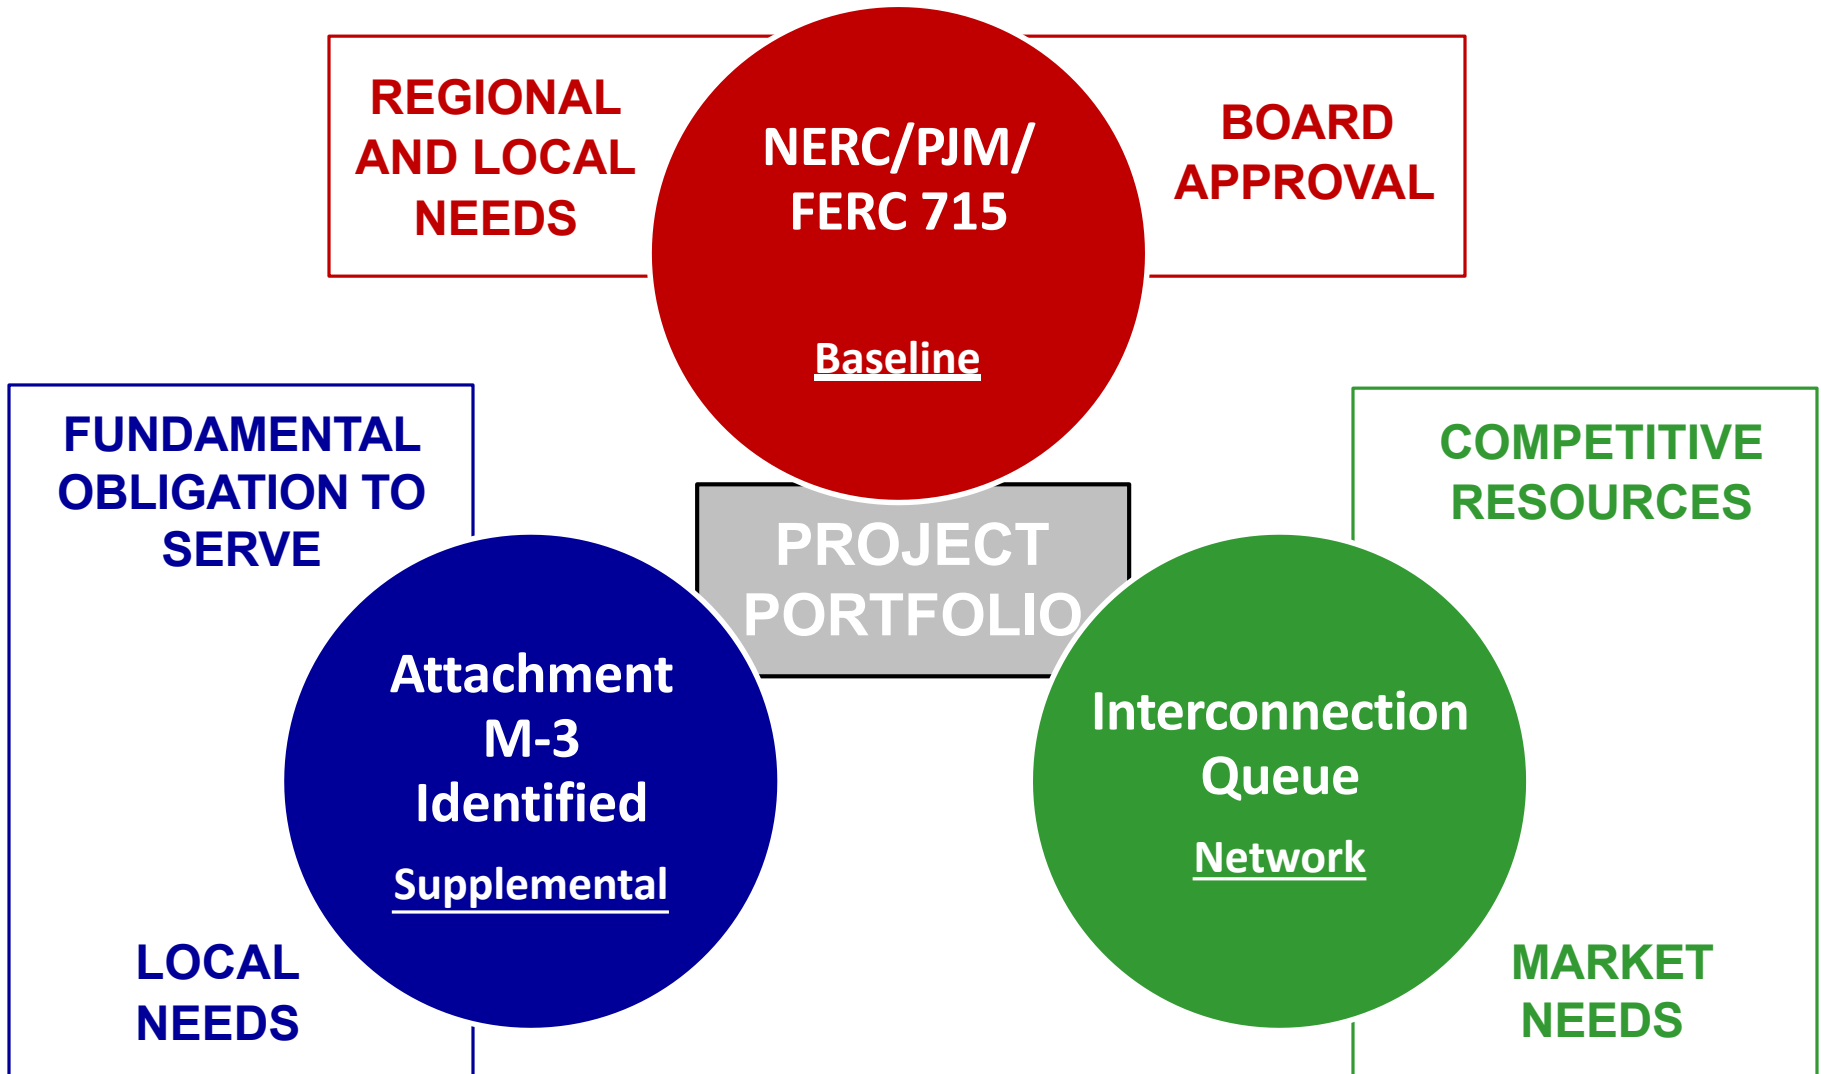 REGIONAL
AND LOCAL
NEEDS
NERC/PJM/
FERC 715
Baseline
BOARD
APPROVAL
FUNDAMENTAL
OBLIGATION TO
SERVE
Attachment
M-3
Identified
Supplemental
LOCAL
NEEDS
PROJECT
PORTFOLIO
COMPETITIVE
RESOURCES
Interconnection
Queue
Network
MARKET
NEEDS